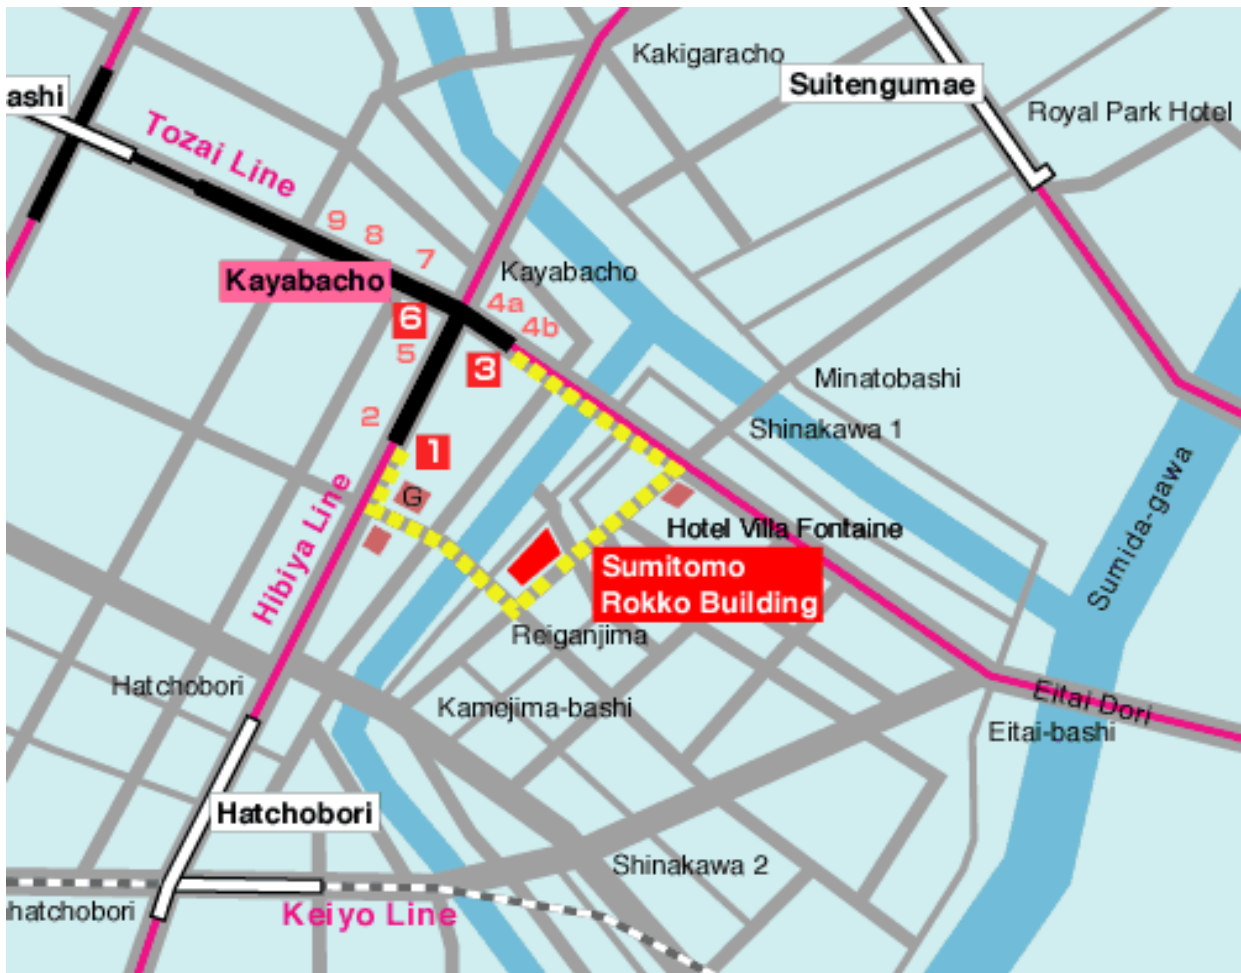 Kakigaracho
Suitengumae
ashi
Royal Park Hotel
Tozai Line
9
8
7
Kayabacho
Kayabacho
4a
4b
6
5
3
Minatobashi
2
1
Shinakawa 1
G
Hibiya Line
Hotel Villa Fontaine
Sumida-gawa
Sumitomo
Rokko Building
Reiganjima
Hatchobori
Kamejima-bashi
Eitai Dori
Eitai-bashi
Hatchobori
Shinakawa 2
hatchobori
Keiyo Line